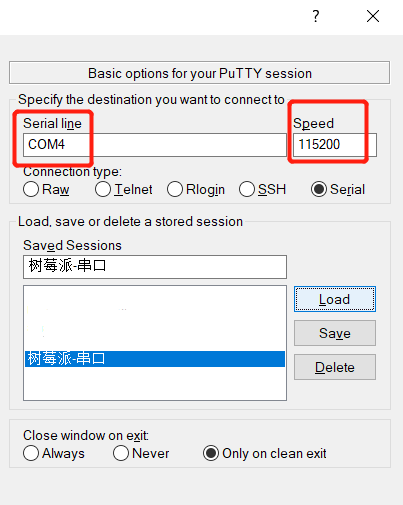 ?
Basic options for your PuTTY session
Specify the destination you want to connect to
Serial line Speed
COM4 115200
Connection type:
Raw Telnet Rlogin SSH Serial
Load, save or delete a stored session
Saved Sessions
树莓派-串口
Load
Save
树莓派-串口
Delete
Close window on exit:
Always Never Only on clean exit